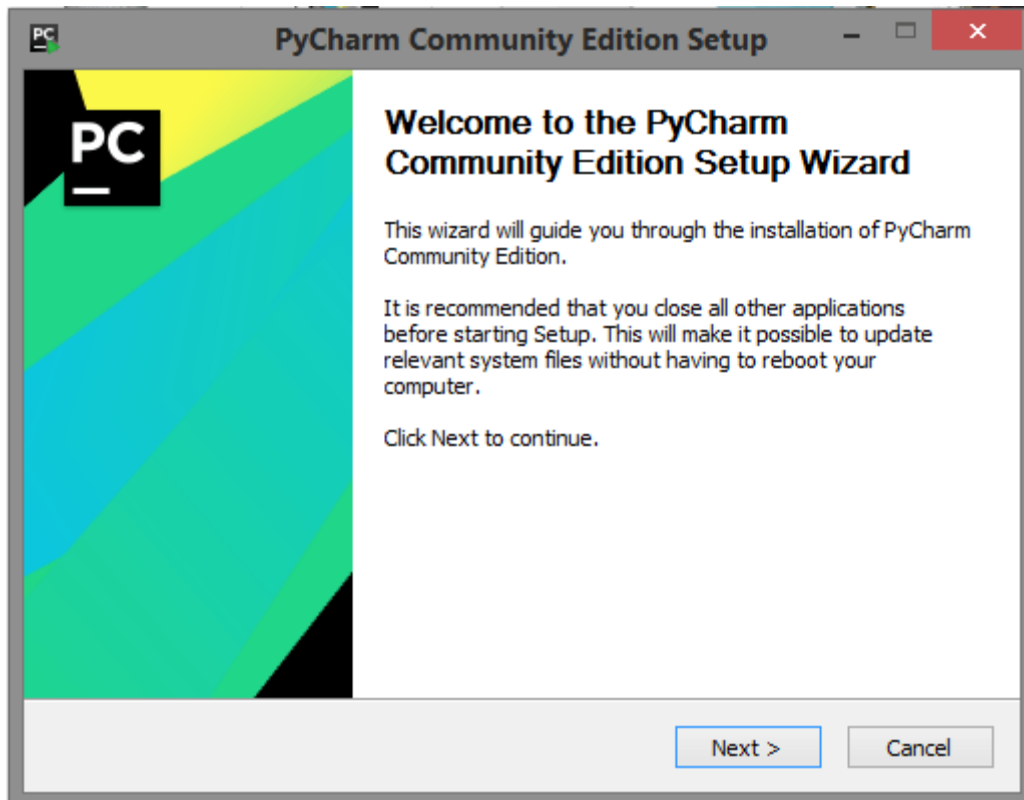 PC
PyCharm Community Edition Setup
PC
Welcome to the PyCharm
Community Edition Setup Wizard
This wizard will guide you through the installation of PyCharm
Community Edition.
It is recommended that you close all other applications
before starting Setup. This will make it possible to update
relevant system files without having to reboot your
computer.
Click Next to continue.
Next >
Cancel